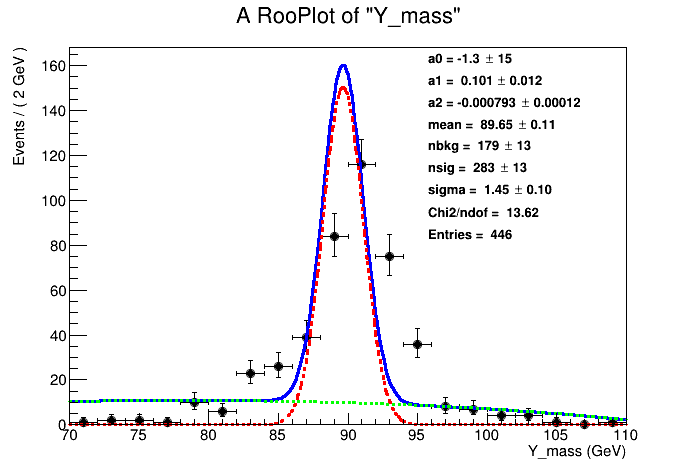 A RooPlot of "Y_mass"
Events / ( 2 GeV )
160
140
120
100
80
60
40
20
0
a0 = -1.3 ± 15
a1 = 0.101 ± 0.012
a2 = -0.000793 ± 0.00012
mean = 89.65 ± 0.11
nbkg = 179 ± 13
nsig = 283 ± 13
sigma = 1.45 ± 0.10
Chi2/ndof = 13.62
Entries = 446
70 75 80 85 90 95 100 105 110
Y_mass (GeV)